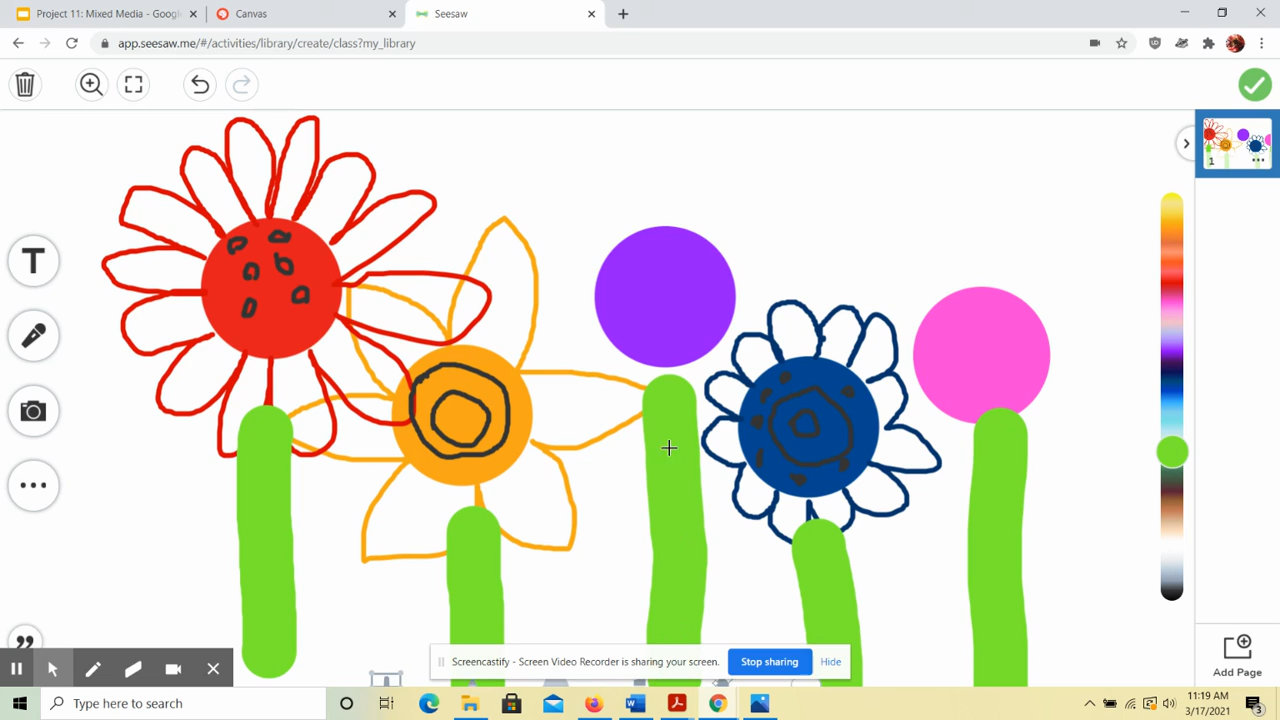 Project 11: Mixed Media - Googl
Canvas
Seesaw
app.seesaw.me/#/activities/library/create/class?my_library
T
1
Add Page
Screencastify - Screen Video Recorder is sharing your screen.
Stop sharing
Hide
Type here to search
11:19 AM
3/17/2021
3